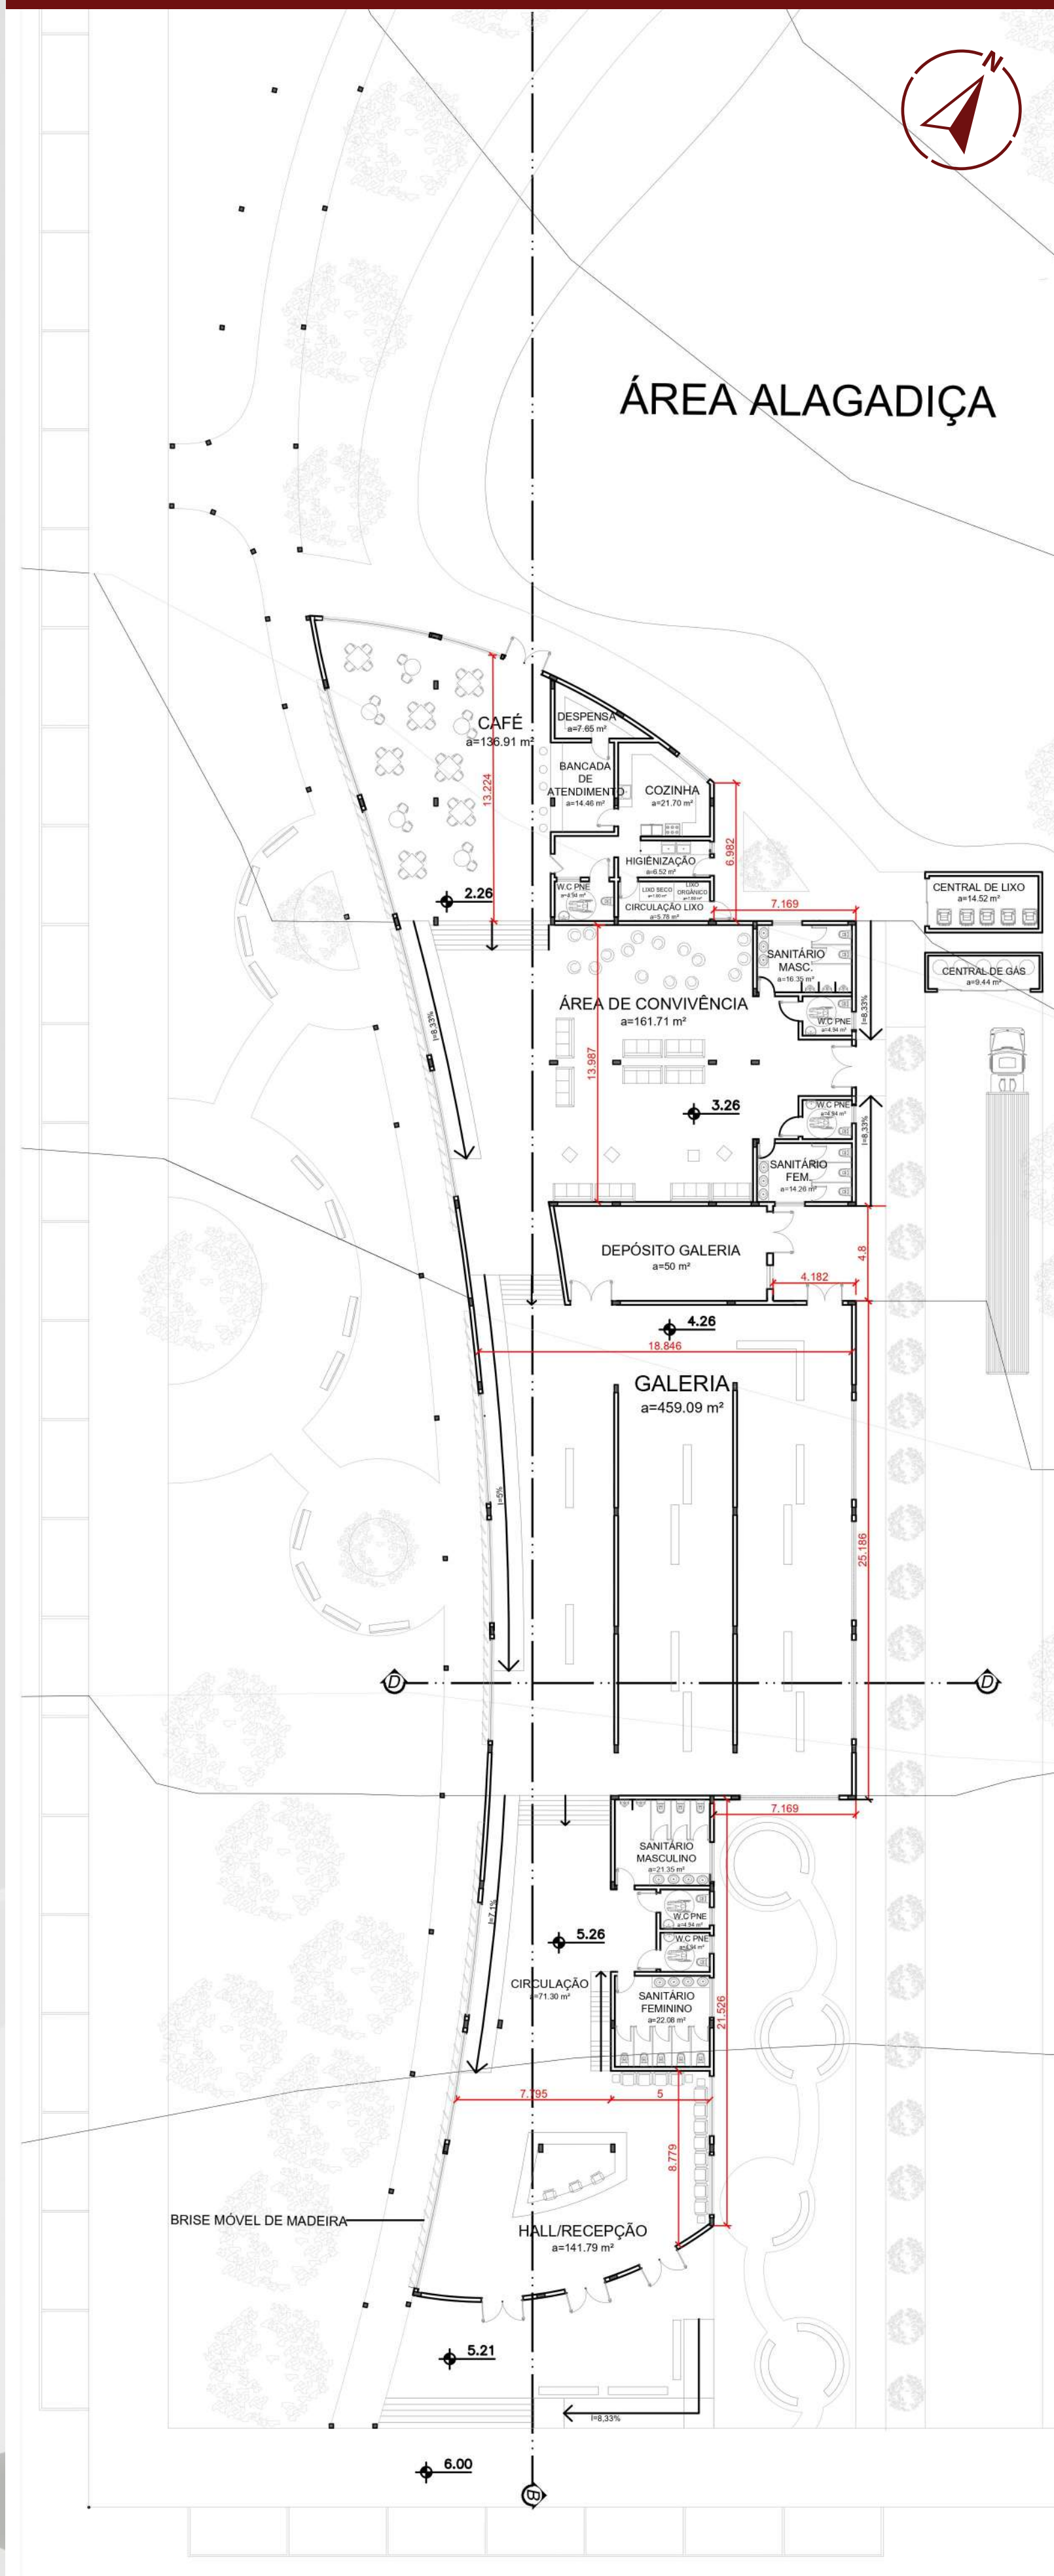 N
ÁREA ALAGADIÇA
CAFÉ
a=136.91 m²
13.224
DESPENSA
a=7.65 m²
BANCADA
DE
ATENDIMENTO
a=14.46 m²
COZINHA
a=21.70 m²
6.982
HIGIÊNIZAÇÃO
a=6.52 m²
W.C PNE
a=4.94 m²
LIXO SECO
LIXO
ORGÂNICO
CIRCULAÇÃO LIXO
a=5.78 m²
2.26
7.169
CENTRAL DE LIXO
a=14.52 m²
CENTRAL DE GÁS
a=9.44 m²
SANITÁRIO
MASC.
a=16.35 m²
ÁREA DE CONVIVÊNCIA
a=161.71 m²
W.C PNE
a=4.94 m²
I=8,33%
I=8,33%
13.987
3.26
W.C PNE
a=4.94 m²
I=8,33%
SANITÁRIO
FEM.
a=14.26 m²
DEPÓSITO GALERIA
a=50 m²
4.8
4.182
4.26
18.846
GALERIA
a=459.09 m²
I=5%
25.186
D
D
7.169
SANITÁRIO
MASCULINO
a=21.35 m²
I=7.1%
W.C PNE
a=4.94 m²
W.C PNE
a=4.94 m²
5.26
CIRCULAÇÃO
a=71.30 m²
SANITÁRIO
FEMININO
a=22.08 m²
21.526
7.795
5
8.779
BRISE MÓVEL DE MADEIRA
HALL/RECEPÇÃO
a=141.79 m²
5.21
I=8,33%
6.00
B